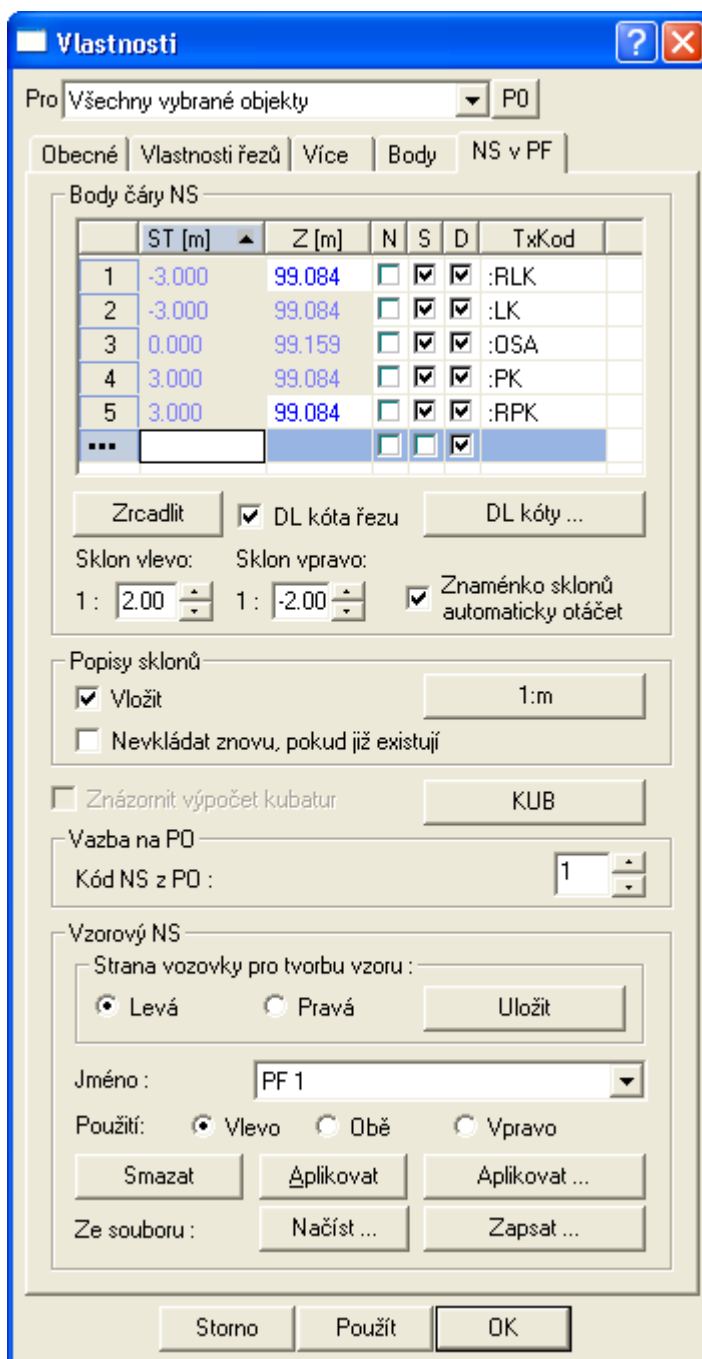 Vlastnosti
Pro Všechny vybrané objekty PO
Obecné Vlastnosti řezů Více Body NS v PF
Body čáry NS
ST [m] Z [m] N S D TxKod
1 -3.000 99.084 :RLK
2 -3.000 99.084 :LK
3 0.000 99.159 :OSA
4 3.000 99.084 :PK
5 3.000 99.084 :RPK
Zrcadlit DL kóta řezu DL kóty ...
Sklon vlevo: Sklon vpravo:
1 : 2.00 1 : -2.00 Znaménko sklonů
automaticky otáčet
Popisy sklonů
Vložit 1:m
Nevkládat znovu, pokud již existují
Znázornit výpočet kubatur KUB
Vazba na PO
Kód NS z PO : 1
Vzorový NS
Strana vozovky pro tvorbu vzoru :
Levá Pravá Uložit
Jméno : PF 1
Použití: Vlevo Obě Vpravo
Smazat Aplikovat Aplikovat ...
Ze souboru : Načíst ... Zapsat ...
Storno Použít OK